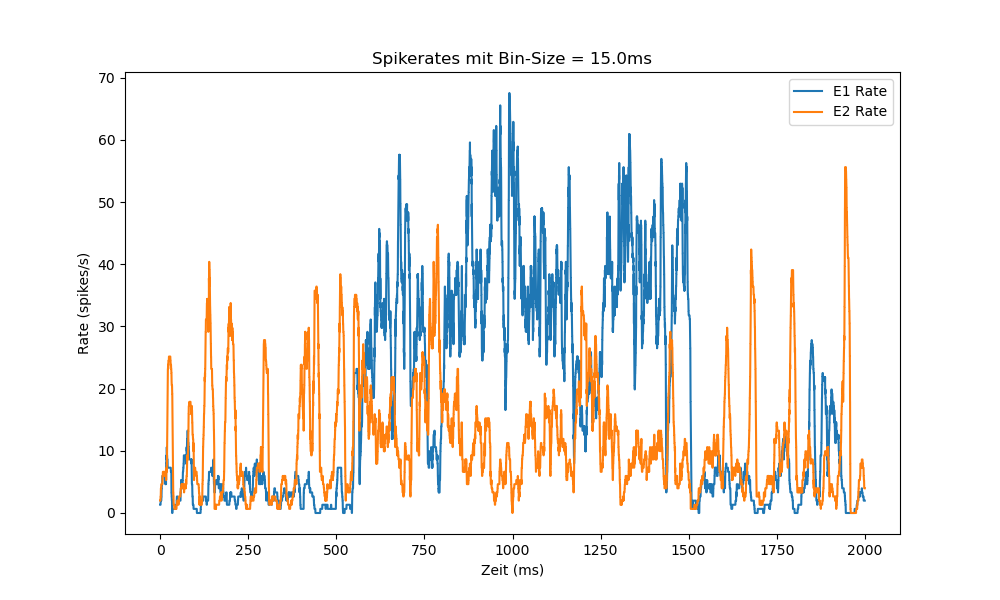 Spikerates mit Bin-Size = 15.0ms
70
60
50
40
30
20
10
0
Rate (spikes/s)
E1 Rate
E2 Rate
0 250 500 750 1000 1250 1500 1750 2000
Zeit (ms)